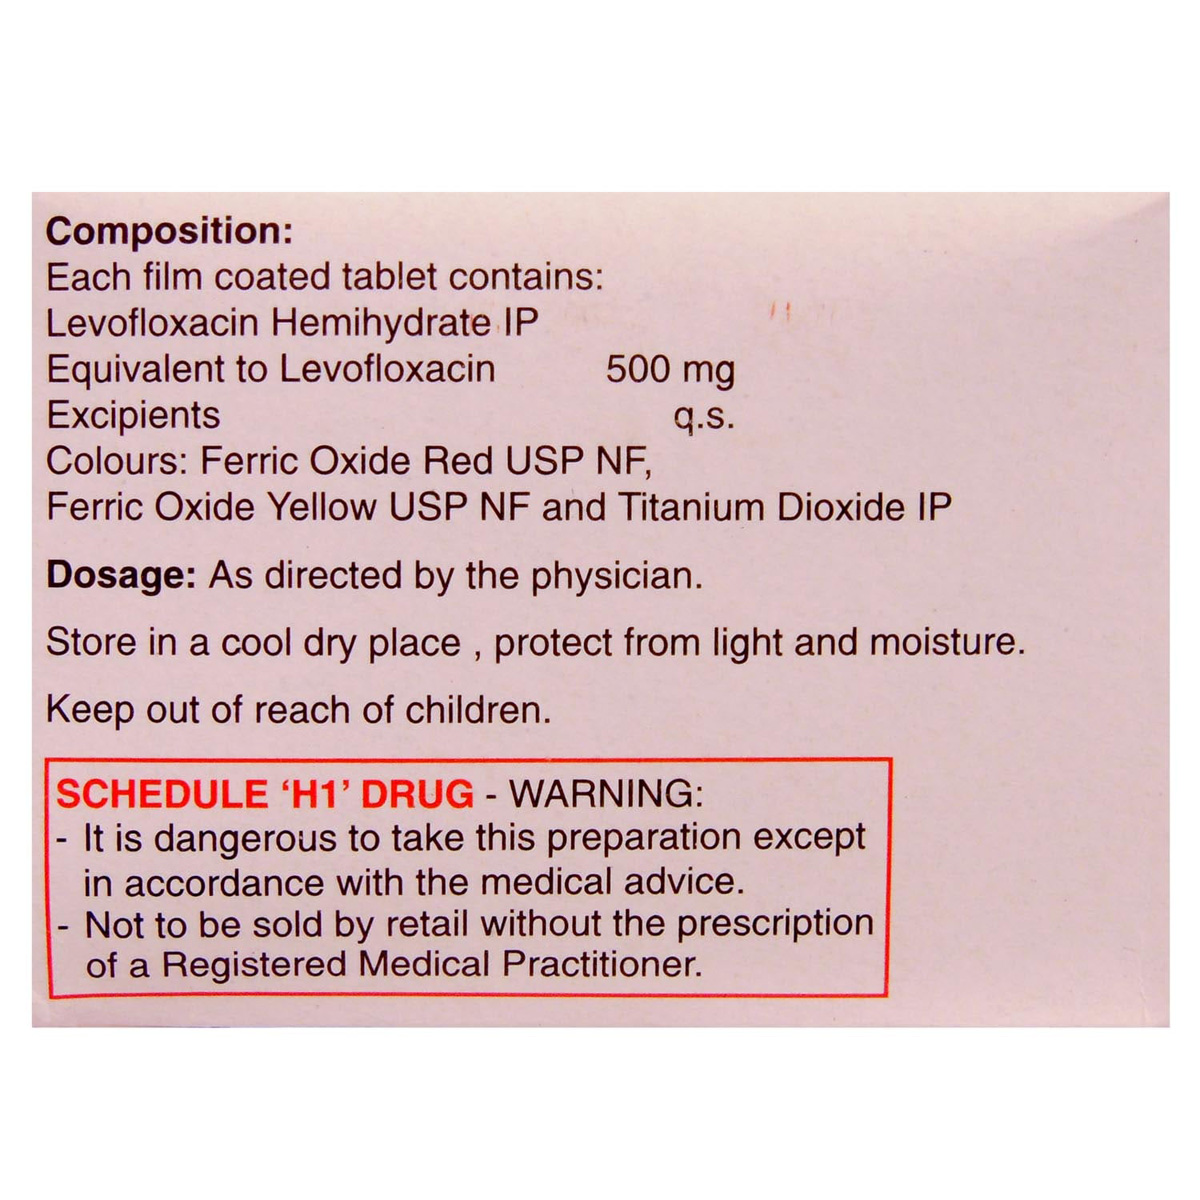 Composition:
Each film coated tablet contains:
Levofloxacin Hemihydrate IP
Equivalent to Levofloxacin 500 mg
Excipients q.s.
Colours: Ferric Oxide Red USP NF,
Ferric Oxide Yellow USP NF and Titanium Dioxide IP
Dosage: As directed by the physician.
Store in a cool dry place , protect from light and moisture.
Keep out of reach of children.
SCHEDULE ‘H1’ DRUG - WARNING:
- It is dangerous to take this preparation except
in accordance with the medical advice.
- Not to be sold by retail without the prescription
of a Registered Medical Practitioner.